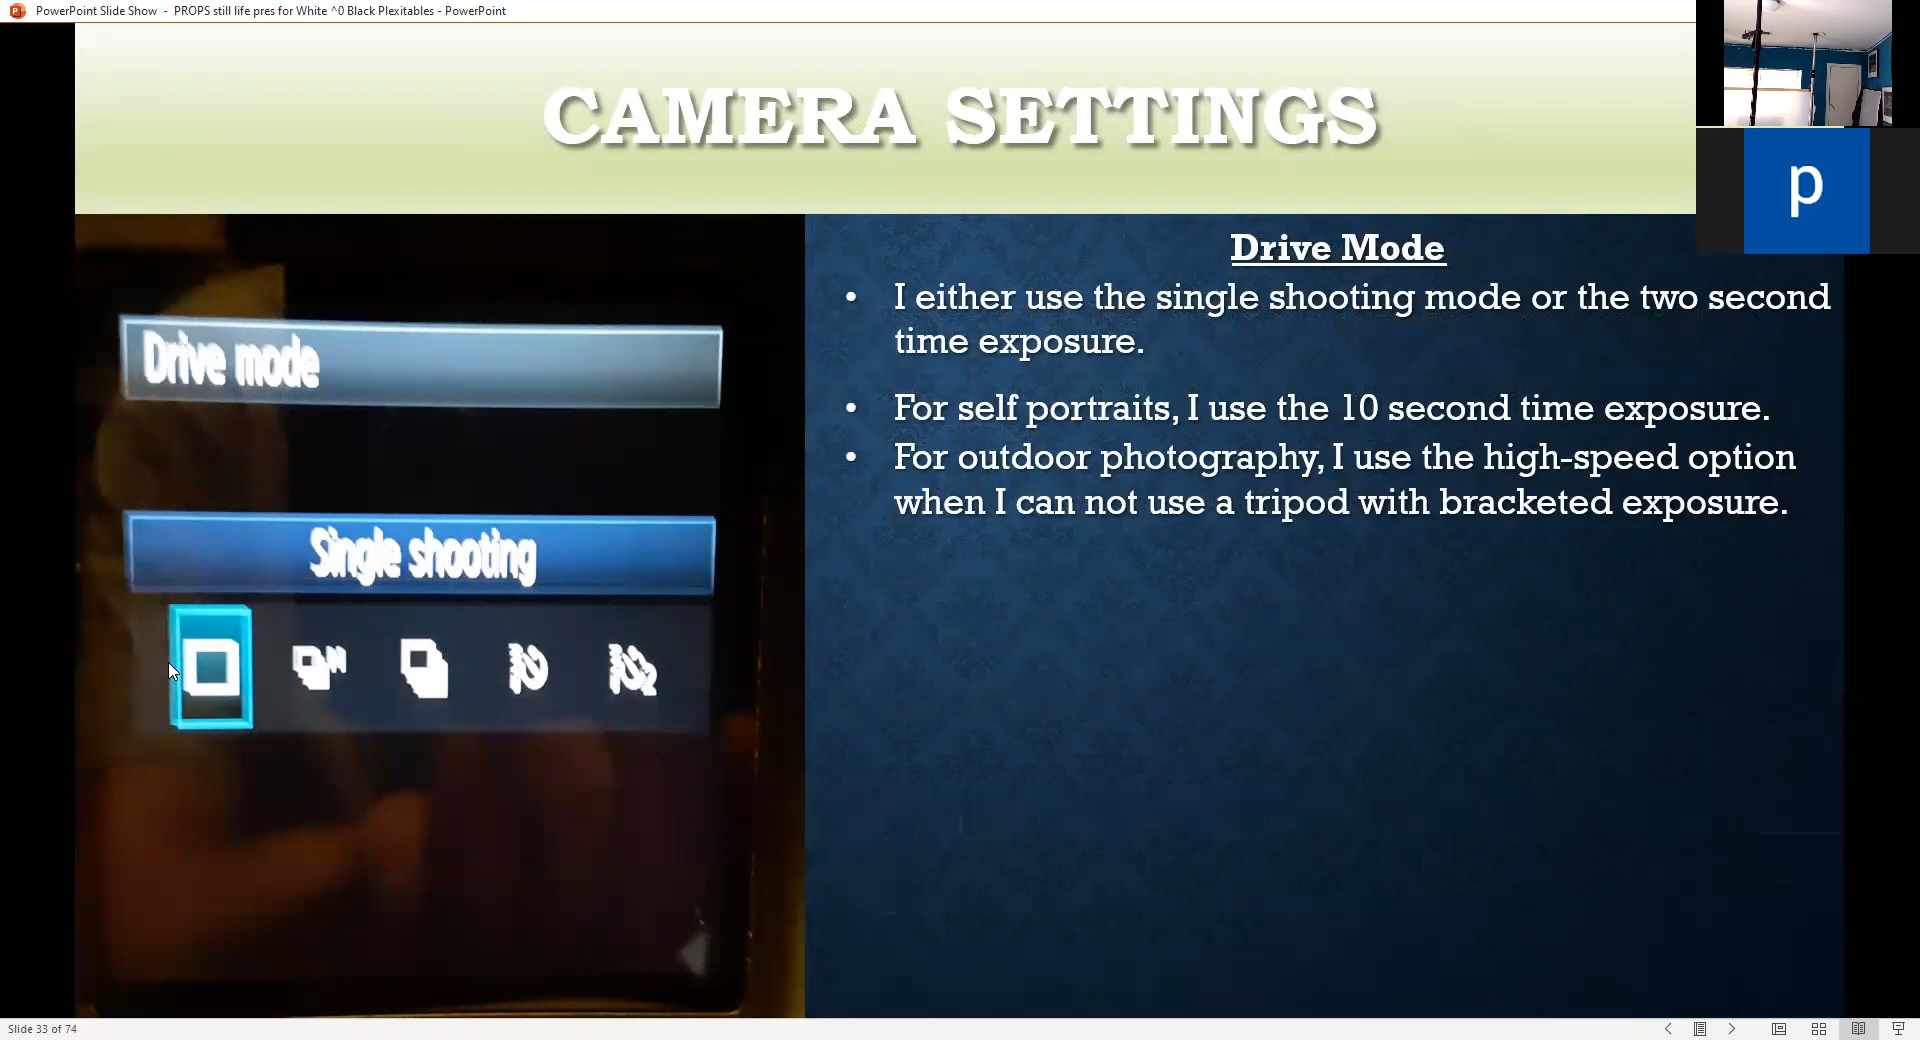 PowerPoint Slide Show - PROPS still life pres for White ^0 Black Plexitables - PowerPoint
CAMERA SETTINGS
p
Drive mode
Single shooting
Drive Mode
• I either use the single shooting mode or the two second
time exposure.
• For self portraits, I use the 10 second time exposure.
• For outdoor photography, I use the high-speed option
when I can not use a tripod with bracketed exposure.
Slide 33 of 74